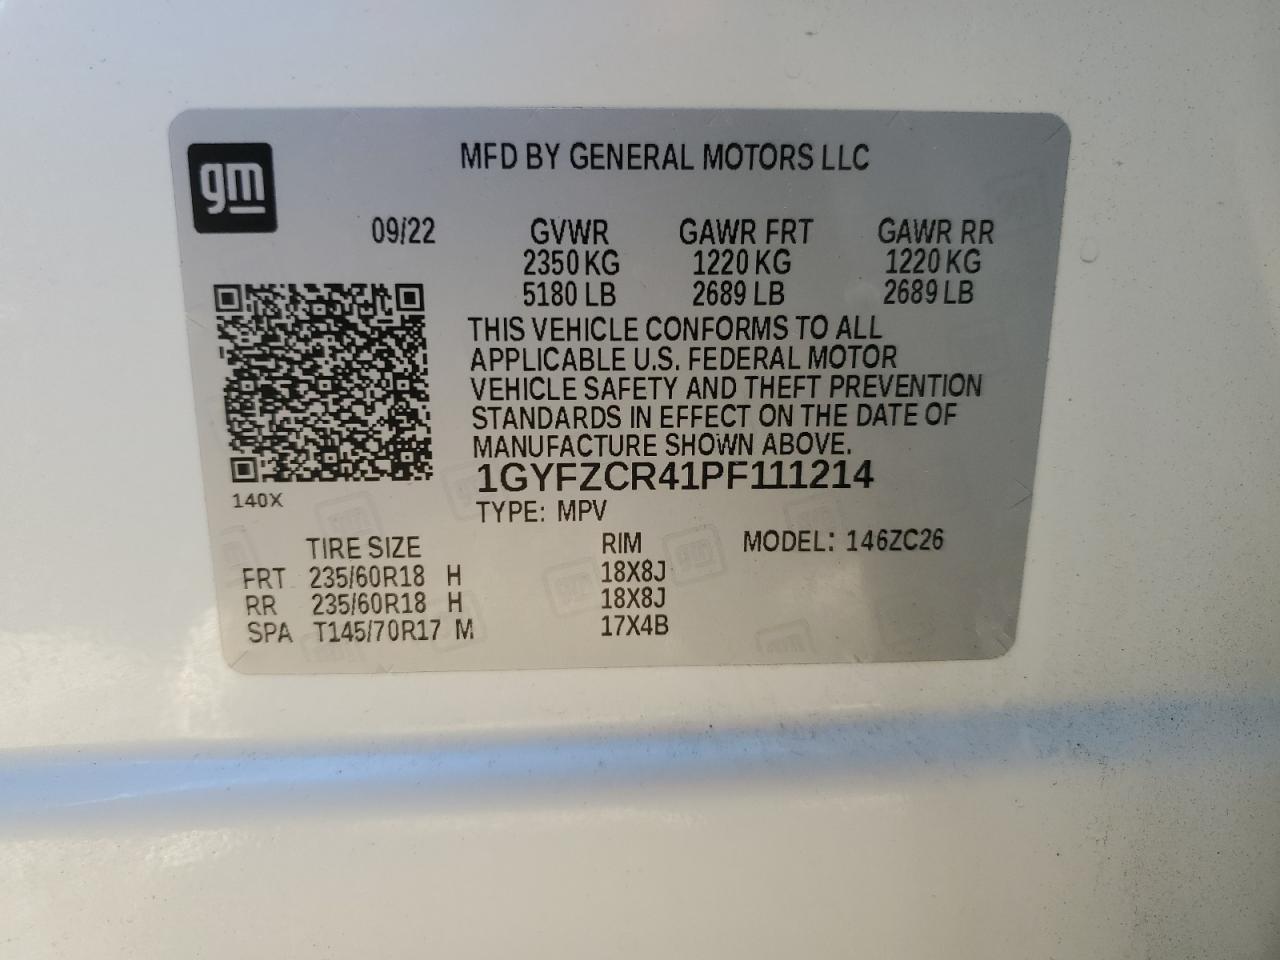 gm
MFD BY GENERAL MOTORS LLC
09/22 GVWR GAWR FRT GAWR RR
2350 KG 1220 KG 1220 KG
5180 LB 2689 LB 2689 LB
THIS VEHICLE CONFORMS TO ALL
APPLICABLE U.S. FEDERAL MOTOR
VEHICLE SAFETY AND THEFT PREVENTION
STANDARDS IN EFFECT ON THE DATE OF
MANUFACTURE SHOWN ABOVE.
1GYFZCR41PF111214
140X
TYPE: MPV
TIRE SIZE RIM MODEL: 146ZC26
FRT 235/60R18 H 18X8J
RR 235/60R18 H 18X8J
SPA T145/70R17 M 17X4B